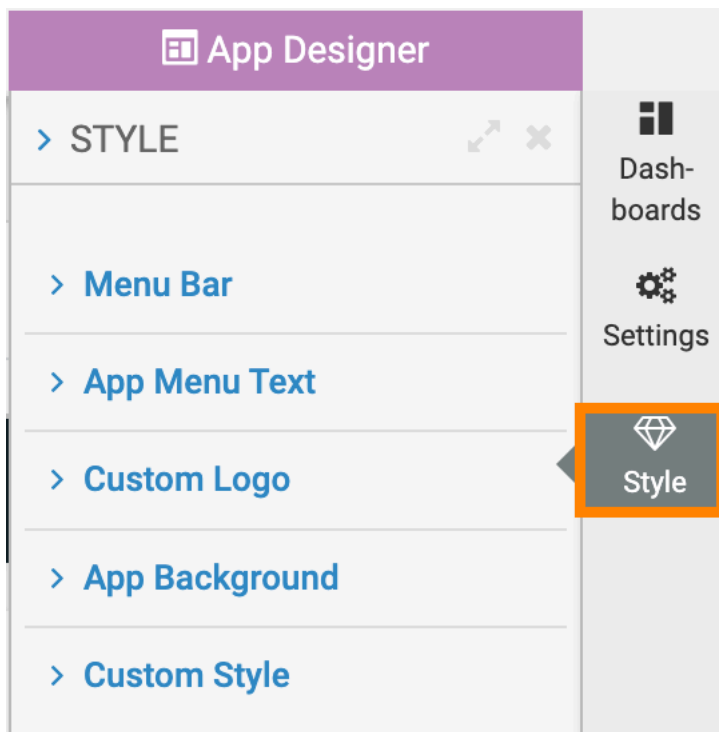 App Designer
STYLE
Menu Bar
App Menu Text
Custom Logo
App Background
Custom Style
Dash-
boards
Settings
Style